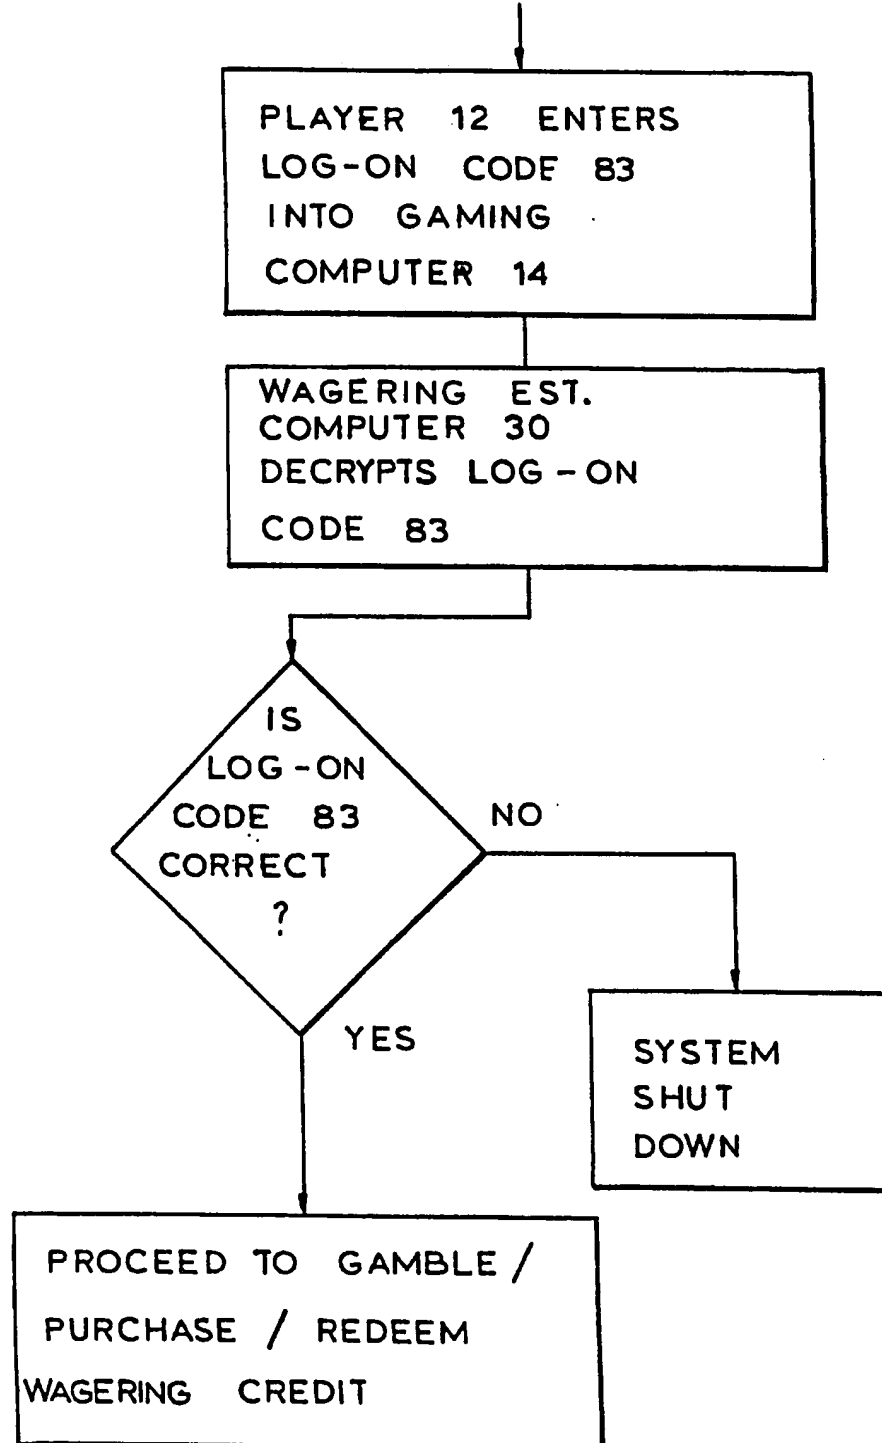 PLAYER 12 ENTERS
LOG-ON CODE 83
INTO GAMING
COMPUTER 14
WAGERING EST.
COMPUTER 30
DECRYPTS LOG-ON
CODE 83
IS
LOG-ON
CODE 83
CORRECT
?
NO
YES
SYSTEM
SHUT
DOWN
PROCEED TO GAMBLE /
PURCHASE / REDEEM
WAGERING CREDIT